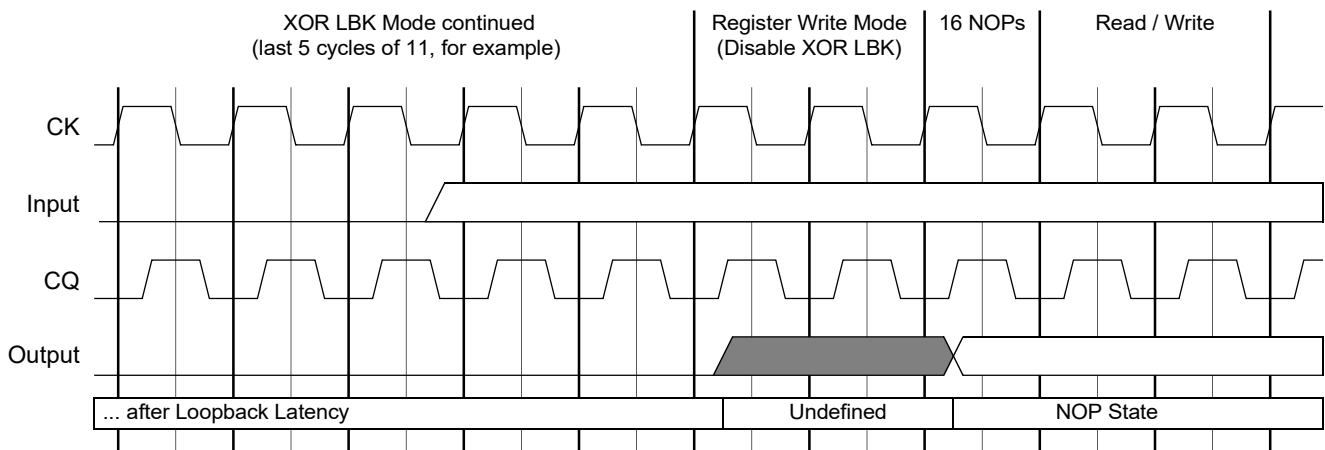 XOR LBK Mode continued
(last 5 cycles of 11, for example)
Register Write Mode
(Disable XOR LBK)
16 NOPs
Read / Write
CK
Input
CQ
Output
... after Loopback Latency
Undefined
NOP State